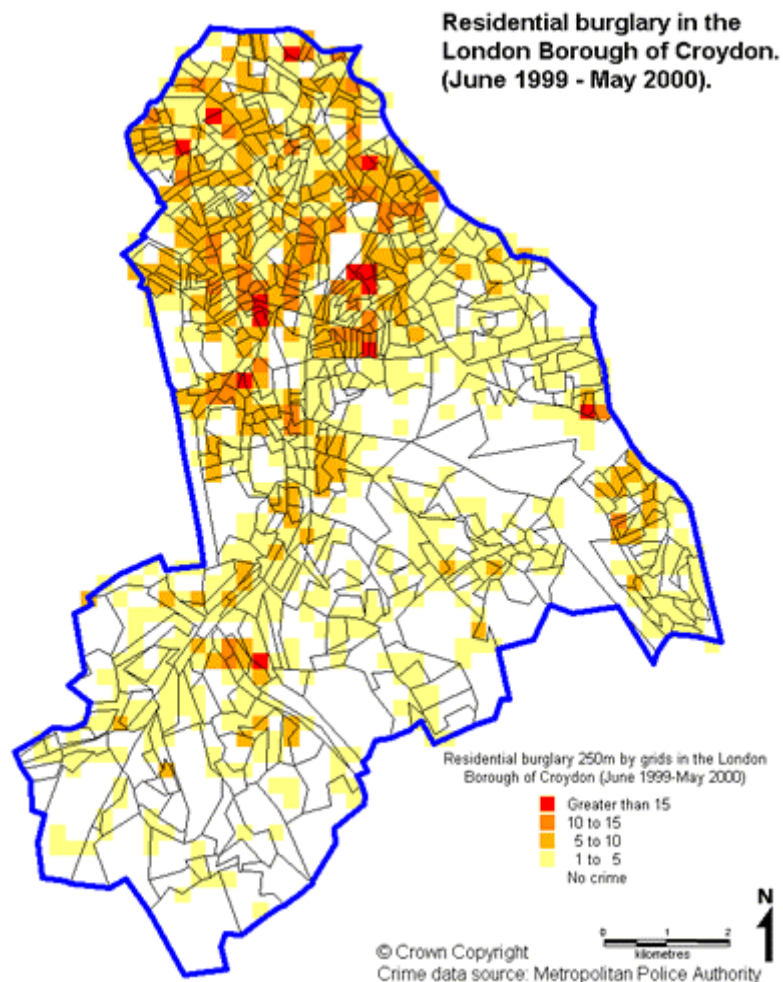 Residential burglary in the
London Borough of Croydon.
(June 1999 - May 2000).
Residential burglary 250m by grids in the London
Borough of Croydon (June 1999-May 2000)
Greater than 15
10 to 15
5 to 10
1 to 5
No crime
N
0 1 2
kilometres
© Crown Copyright
Crime data source: Metropolitan Police Authority